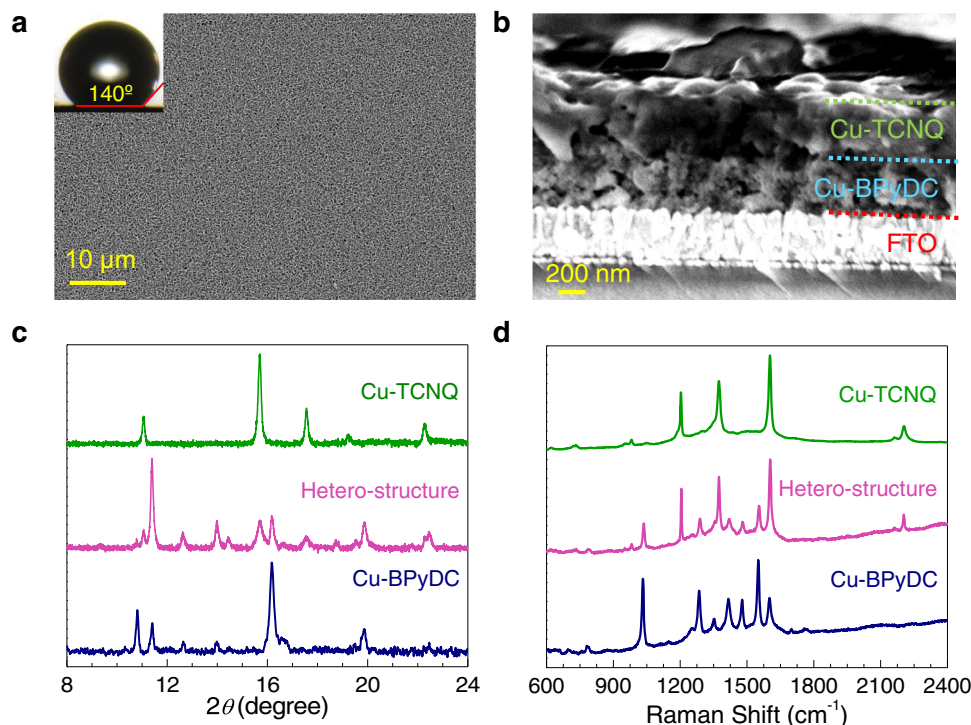 a
140º
10 µm
b
Cu-TCNQ
Cu-BPyDC
FTO
200 nm
c
Cu-TCNQ
Hetero-structure
Cu-BPyDC
8 12 16 20 24
2θ (degree)
d
Cu-TCNQ
Hetero-structure
Cu-BPyDC
600 900 1200 1500 1800 2100 2400
Raman Shift (cm⁻¹)